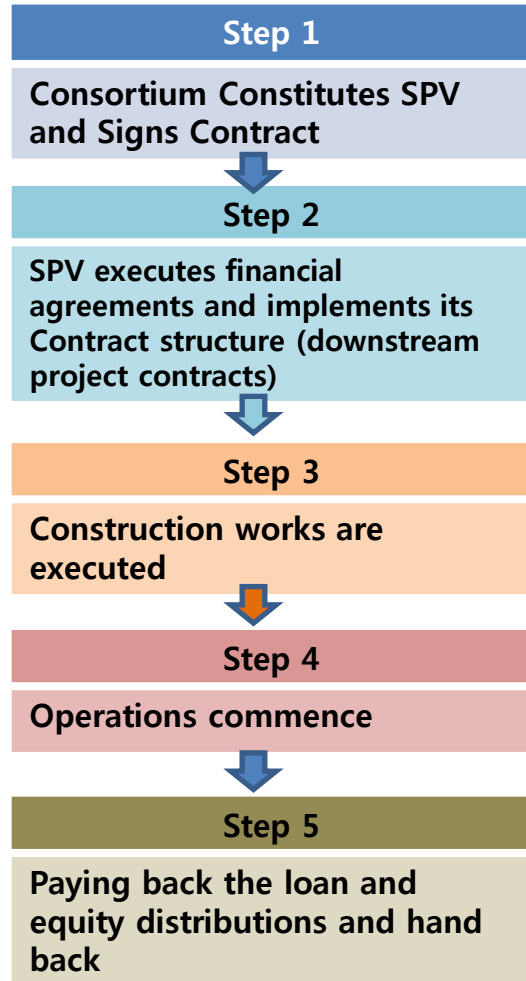 Step 1
Consortium Constitutes SPV
and Signs Contract
Step 2
SPV executes financial
agreements and implements its
Contract structure (downstream
project contracts)
Step 3
Construction works are
executed
Step 4
Operations commence
Step 5
Paying back the loan and
equity distributions and hand
back